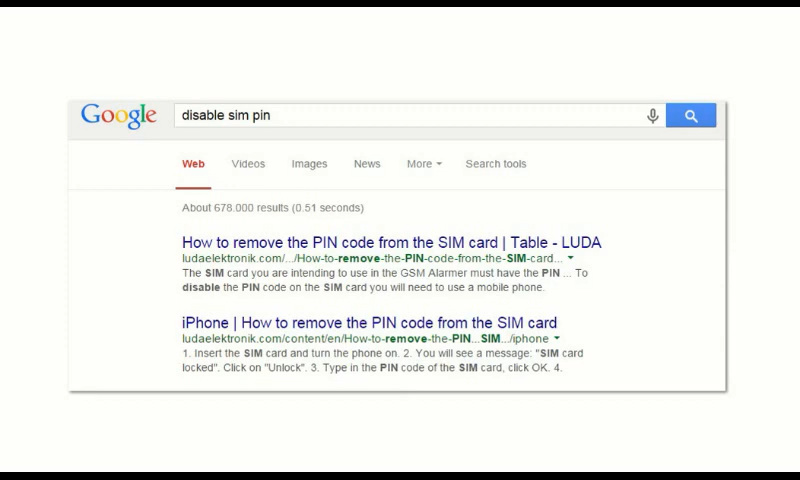 Google disable sim pin
Web Videos Images News More Search tools
About 678.000 results (0.51 seconds)
How to remove the PIN code from the SIM card | Table - LUDA
ludaelektronik.com/.../How-to-remove-the-PIN-code-from-the-SIM-card...
The SIM card you are intending to use in the GSM Alarmer must have the PIN ... To
disable the PIN code on the SIM card you will need to use a mobile phone.
iPhone | How to remove the PIN code from the SIM card
ludaelektronik.com/content/en/How-to-remove-the-PIN...SIM.../iphone
1. Insert the SIM card and turn the phone on. 2. You will see a message: "SIM card
locked". Click on "Unlock". 3. Type in the PIN code of the SIM card, click OK. 4.